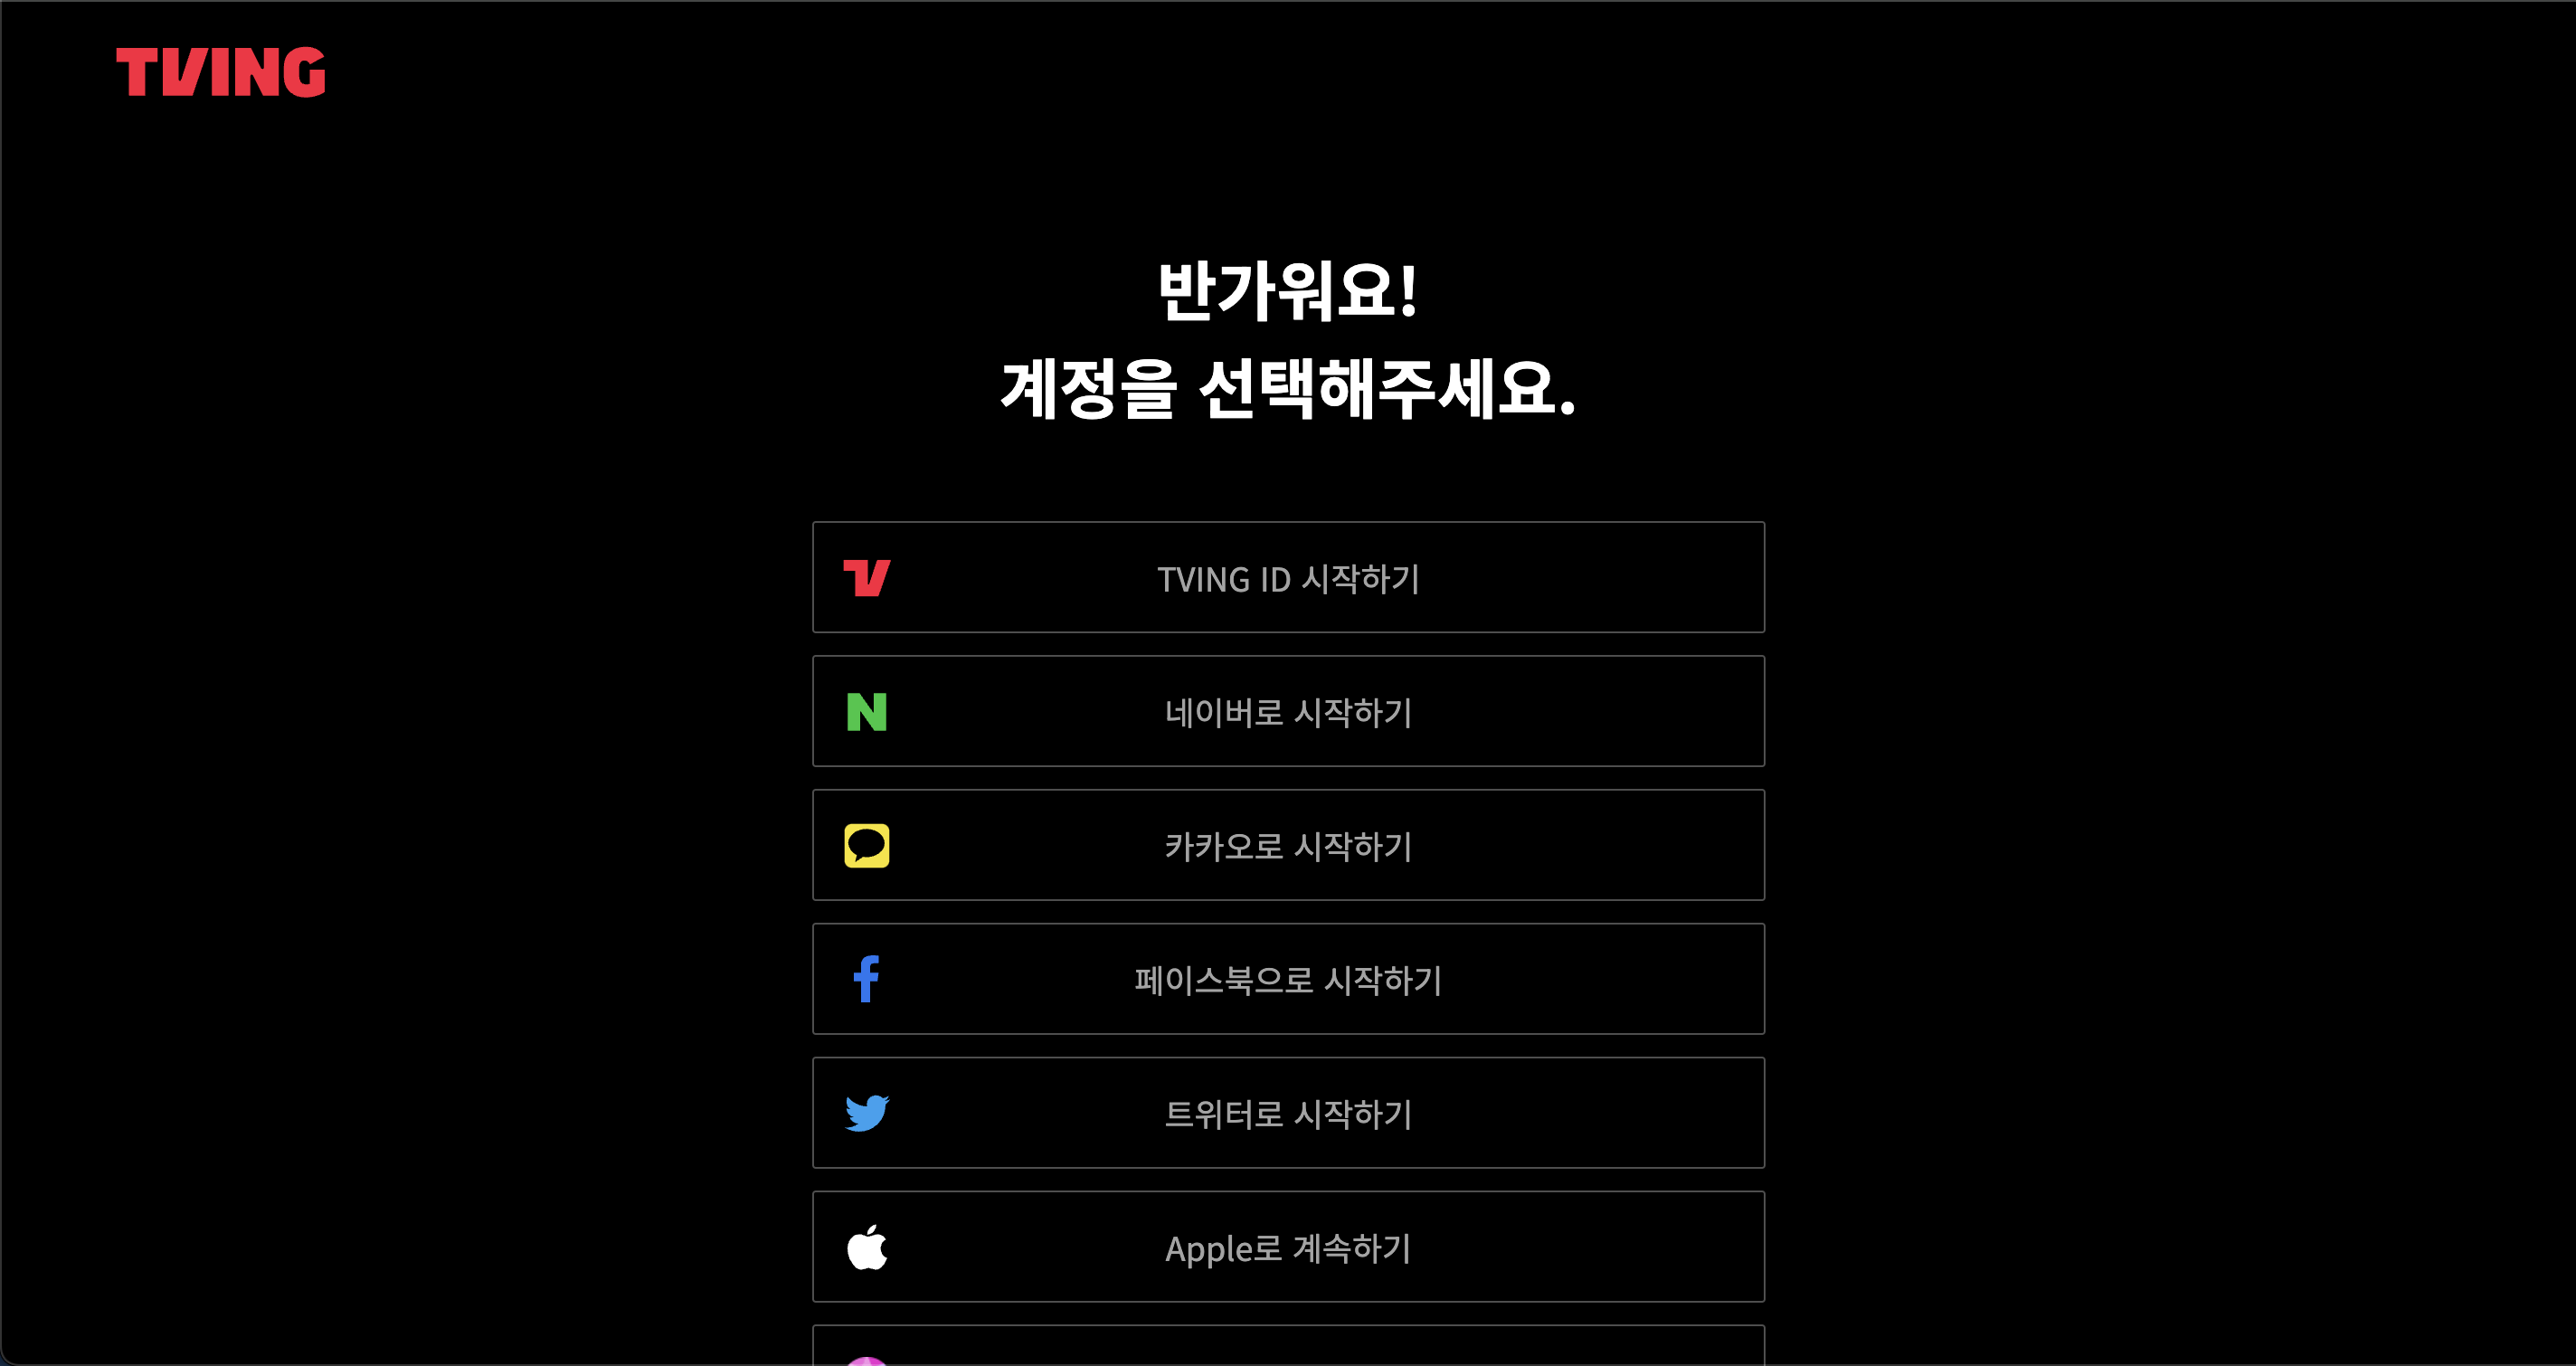 TVING
반가워요!
계정을 선택해주세요.
TVING ID 시작하기
네이버로 시작하기
카카오로 시작하기
페이스북으로 시작하기
트위터로 시작하기
Apple로 계속하기